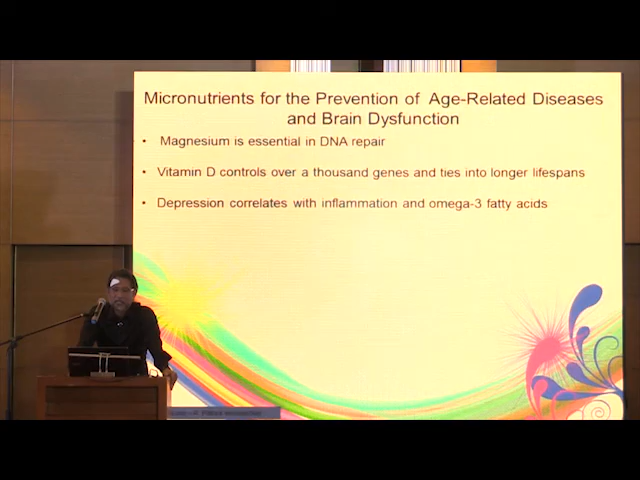 Micronutrients for the Prevention of Age-Related Diseases
and Brain Dysfunction
• Magnesium is essential in DNA repair
• Vitamin D controls over a thousand genes and ties into longer lifespans
• Depression correlates with inflammation and omega-3 fatty acids